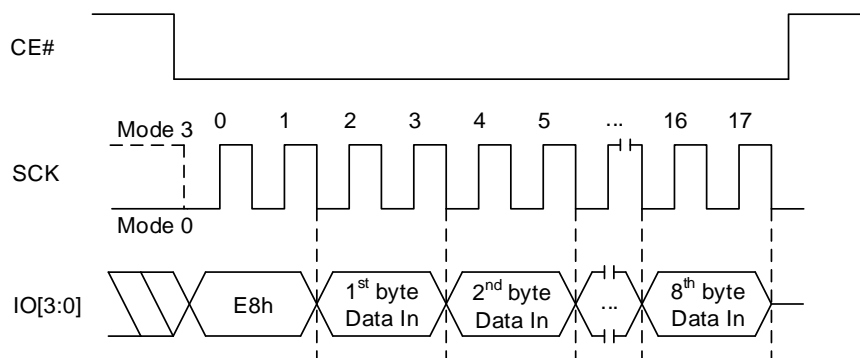 CE#
Mode 3
0 1 2 3 4 5 ... 16 17
SCK
Mode 0
IO[3:0]
E8h
1st byte
Data In
2nd byte
Data In
...
8th byte
Data In